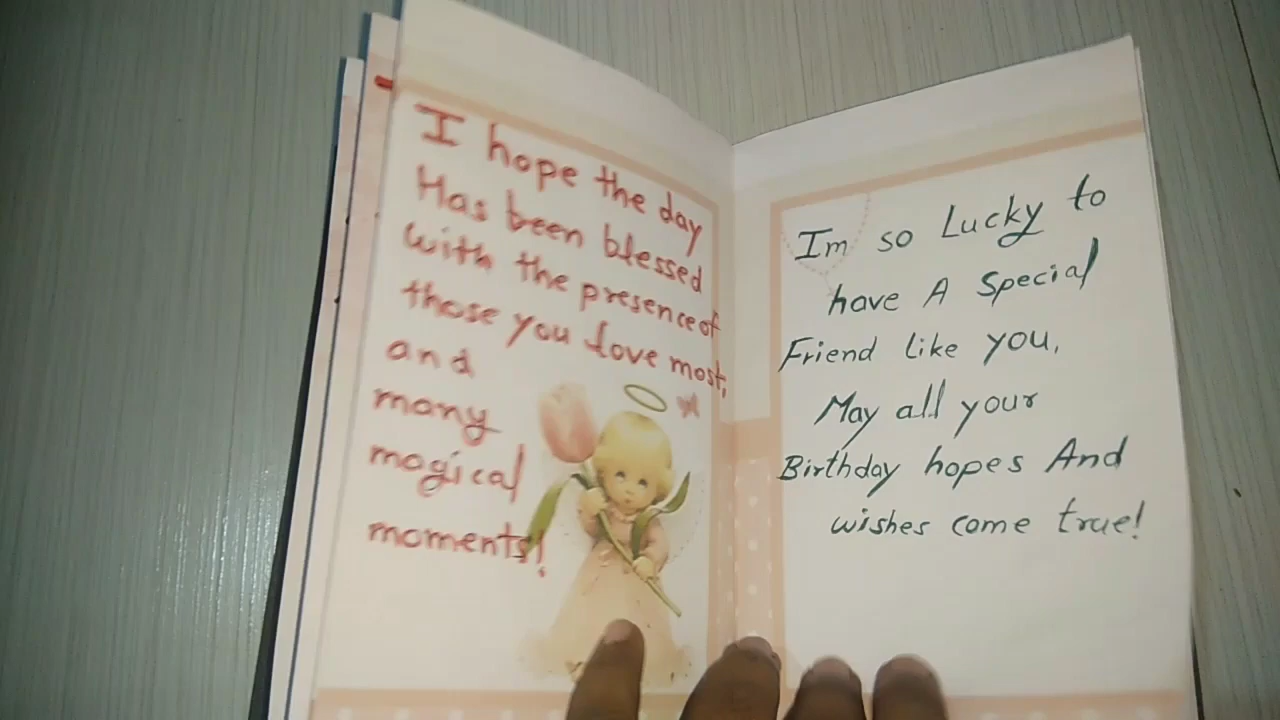 I hope the day
Has been blessed
with the presence of
those you love most,
and
many
magical
moments!
Im so Lucky to
have A Special
Friend like you,
May all your
Birthday hopes And
wishes come true!